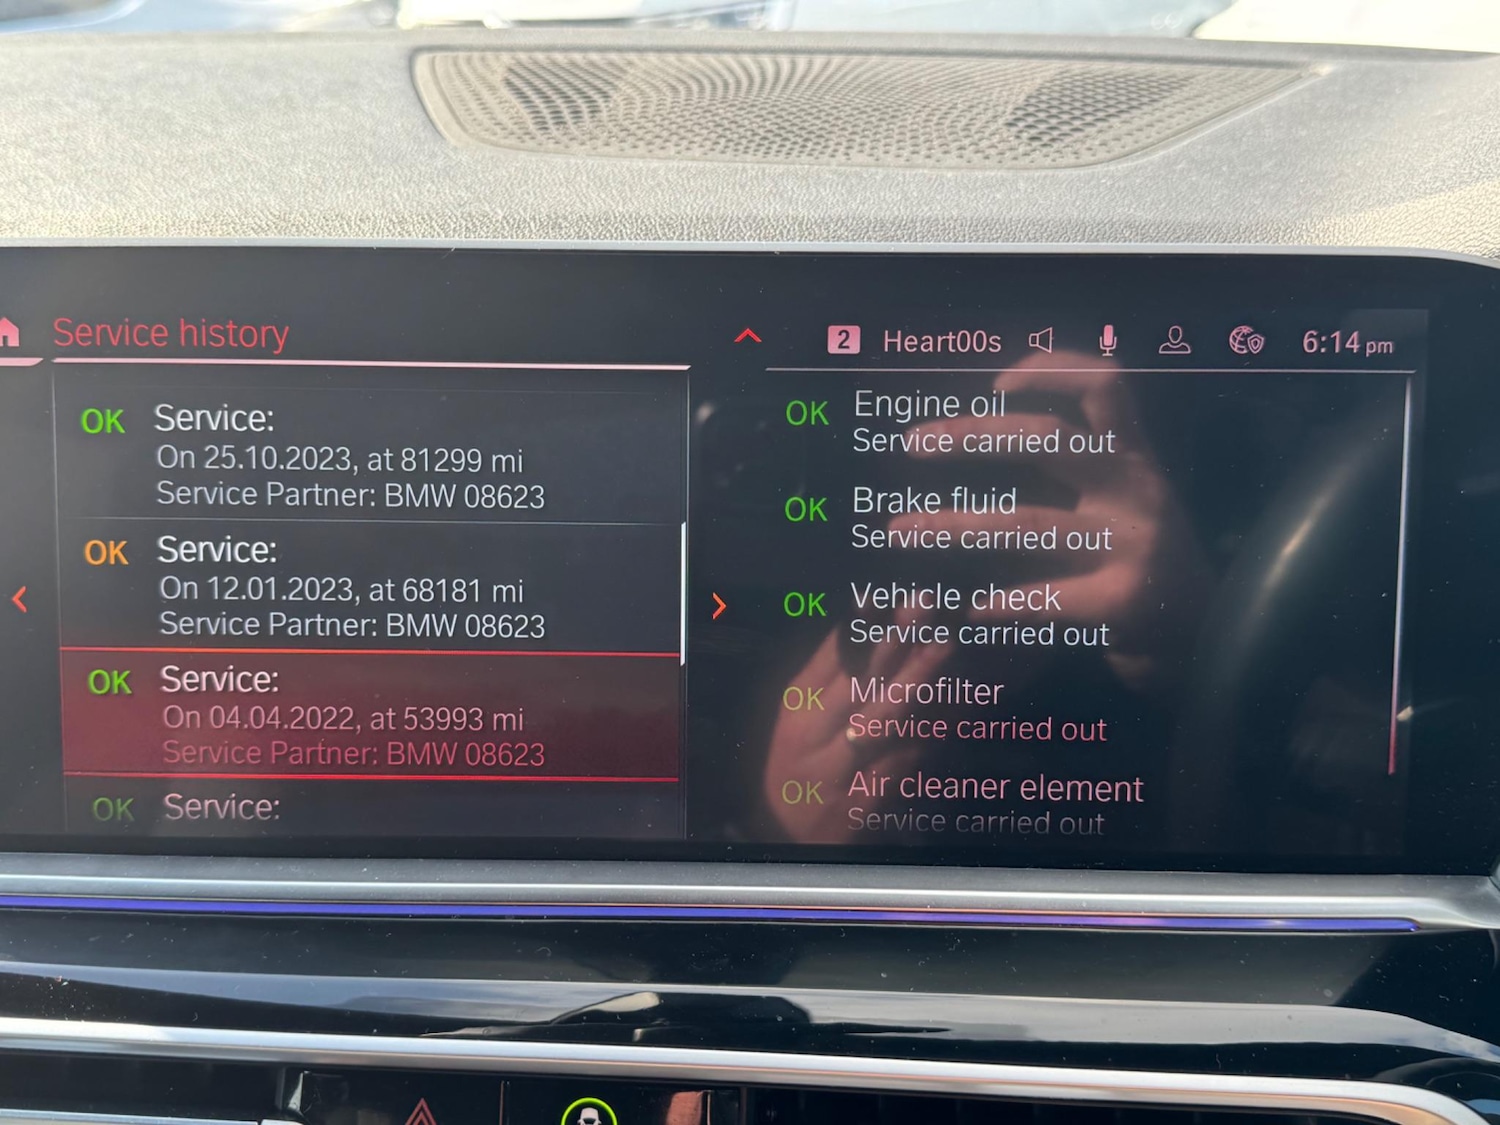 Service history
2 Heart00s 6:14 pm
OK Service:
On 25.10.2023, at 81299 mi
Service Partner: BMW 08623
OK Service:
On 12.01.2023, at 68181 mi
Service Partner: BMW 08623
OK Service:
On 04.04.2022, at 53993 mi
Service Partner: BMW 08623
OK Service:
OK Engine oil
Service carried out
OK Brake fluid
Service carried out
OK Vehicle check
Service carried out
OK Microfilter
Service carried out
OK Air cleaner element
Service carried out